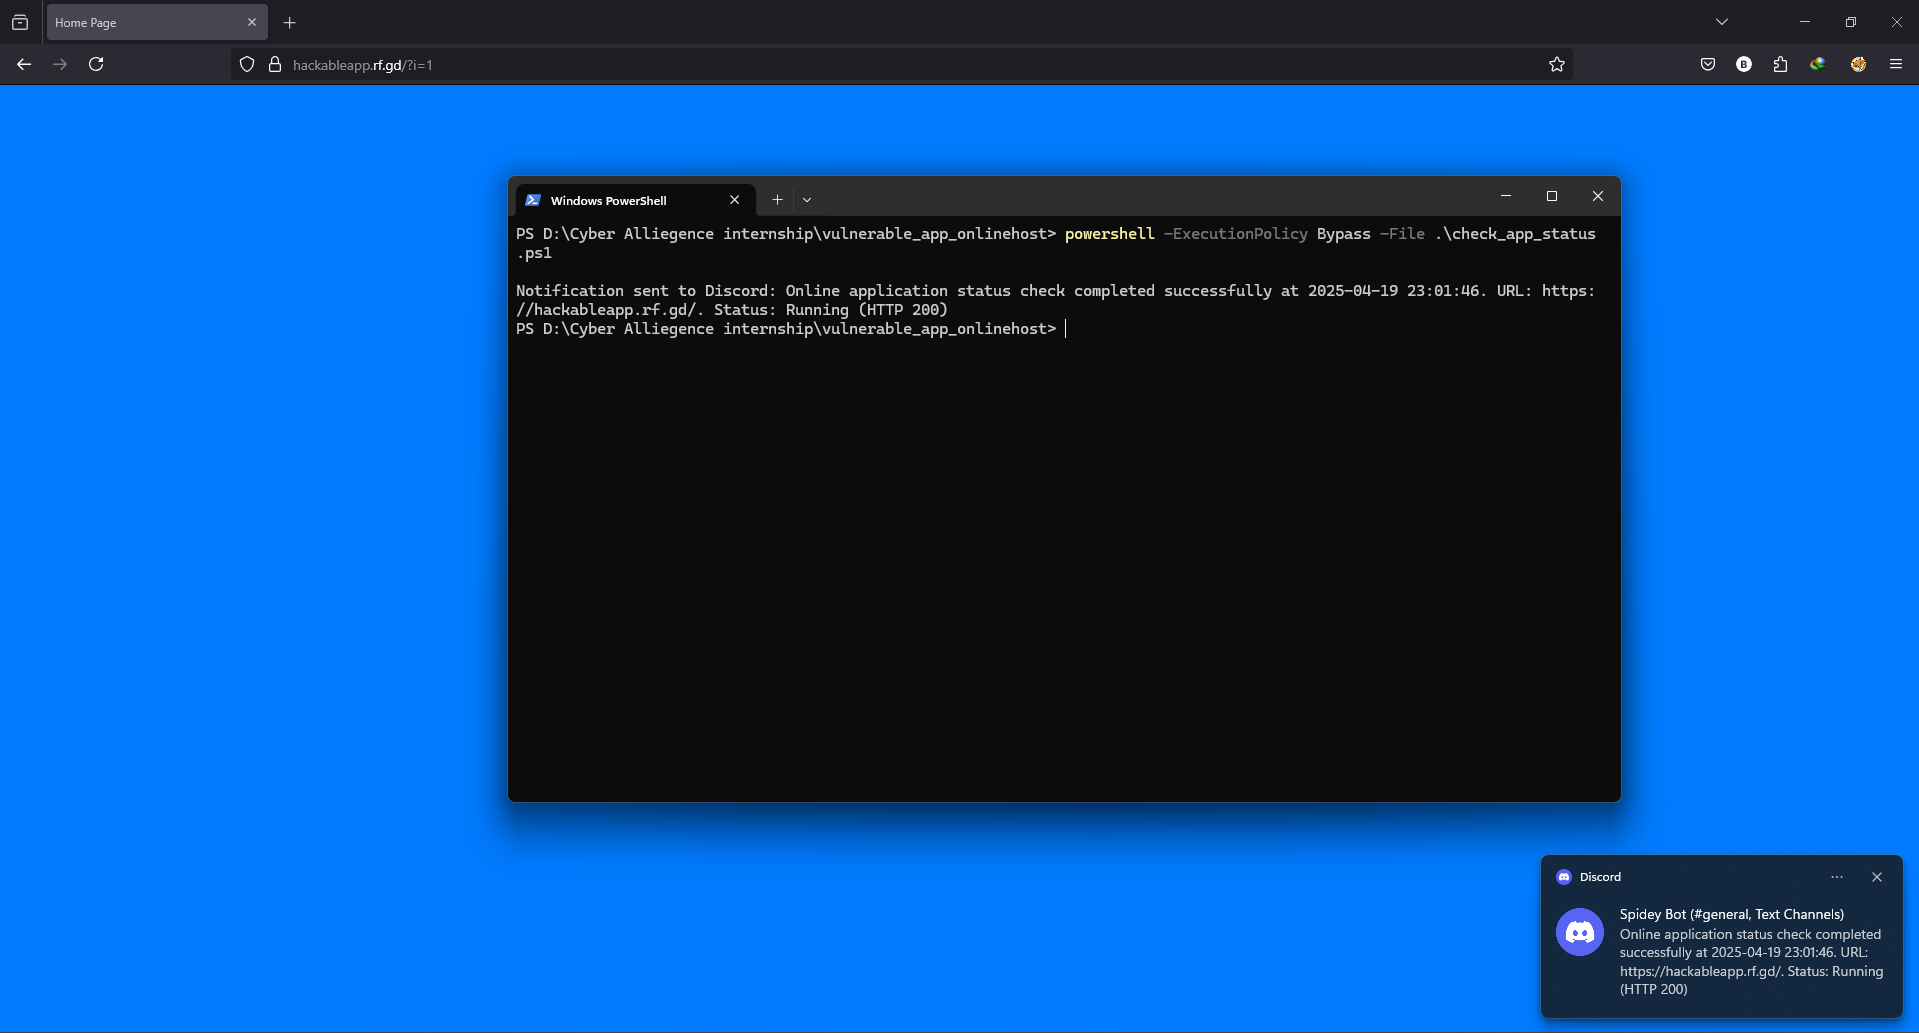 Home Page
hackableapp.rf.gd/?i=1
B
Windows PowerShell
PS D:\Cyber Alliegence internship\vulnerable_app_onlinehost> powershell -ExecutionPolicy Bypass -File .\check_app_status
.ps1
Notification sent to Discord: Online application status check completed successfully at 2025-04-19 23:01:46. URL: https:
//hackableapp.rf.gd/. Status: Running (HTTP 200)
PS D:\Cyber Alliegence internship\vulnerable_app_onlinehost>
Discord
Spidey Bot (#general, Text Channels)
Online application status check completed
successfully at 2025-04-19 23:01:46. URL:
https://hackableapp.rf.gd/. Status: Running
(HTTP 200)